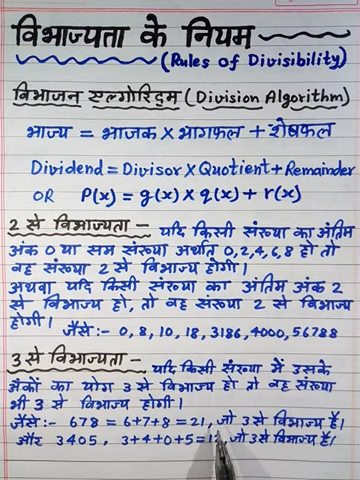 विभाज्यता के नियम
(Rules of Divisibility)
विभाजन एल्गोरिदम (Division Algorithm)
भाज्य = भाजक × भागफल + शेषफल
Dividend = Divisor × Quotient + Remainder
OR P(x) = g(x) × q(x) + r(x)
2 से विभाज्यता - यदि किसी संख्या का अंतिम
अंक 0 या सम संख्या अर्थात् 0,2,4,6,8 हो तो
वह संख्या 2 से विभाज्य होगी।
अथवा यदि किसी संख्या का अंतिम अंक 2
से विभाज्य हो, तो वह संख्या 2 से विभाज्य
होगी।
जैसे:- 0, 8, 10, 18, 3186, 4000, 56788
3 से विभाज्यता - यदि किसी संख्या में उसके
अंकों का योग 3 से विभाज्य हो तो वह संख्या
भी 3 से विभाज्य होगी।
जैसे:- 678 = 6+7+8 = 21, जो 3 से विभाज्य है।
और 3405, 3+4+0+5 = 12, जो 3 से विभाज्य है।